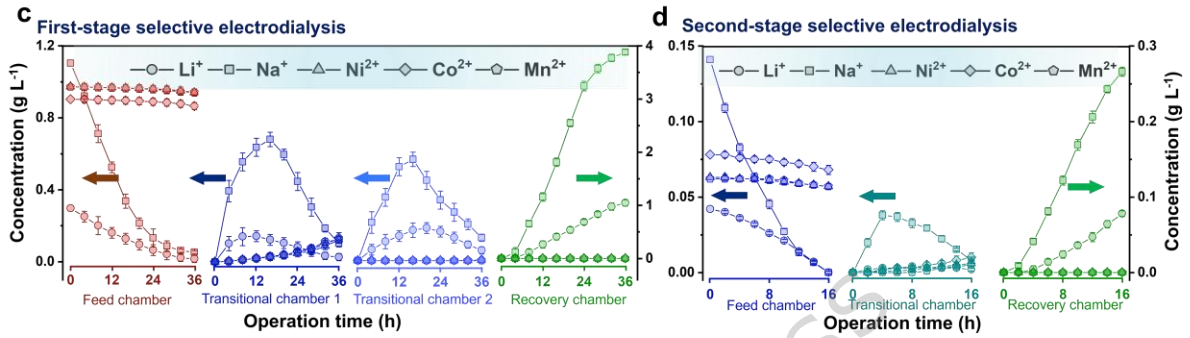 c First-stage selective electrodialysis
Li⁺ Na⁺ Ni²⁺ Co²⁺ Mn²⁺
Concentration (g L⁻¹)
1.2
0.8
0.4
0.0
4
3
2
1
0
0 12 24 36
0 12 24 36
0 12 24 36
0 12 24 36
Feed chamber Transitional chamber 1 Transitional chamber 2 Recovery chamber
Operation time (h)
d Second-stage selective electrodialysis
Li⁺ Na⁺ Ni²⁺ Co²⁺ Mn²⁺
0.15
0.10
0.05
0.00
0.3
0.2
0.1
0.0
Concentration (g L⁻¹)
0 8 16
0 4 8 12 16
0 8 16
Feed chamber Transitional chamber Recovery chamber
Operation time (h)